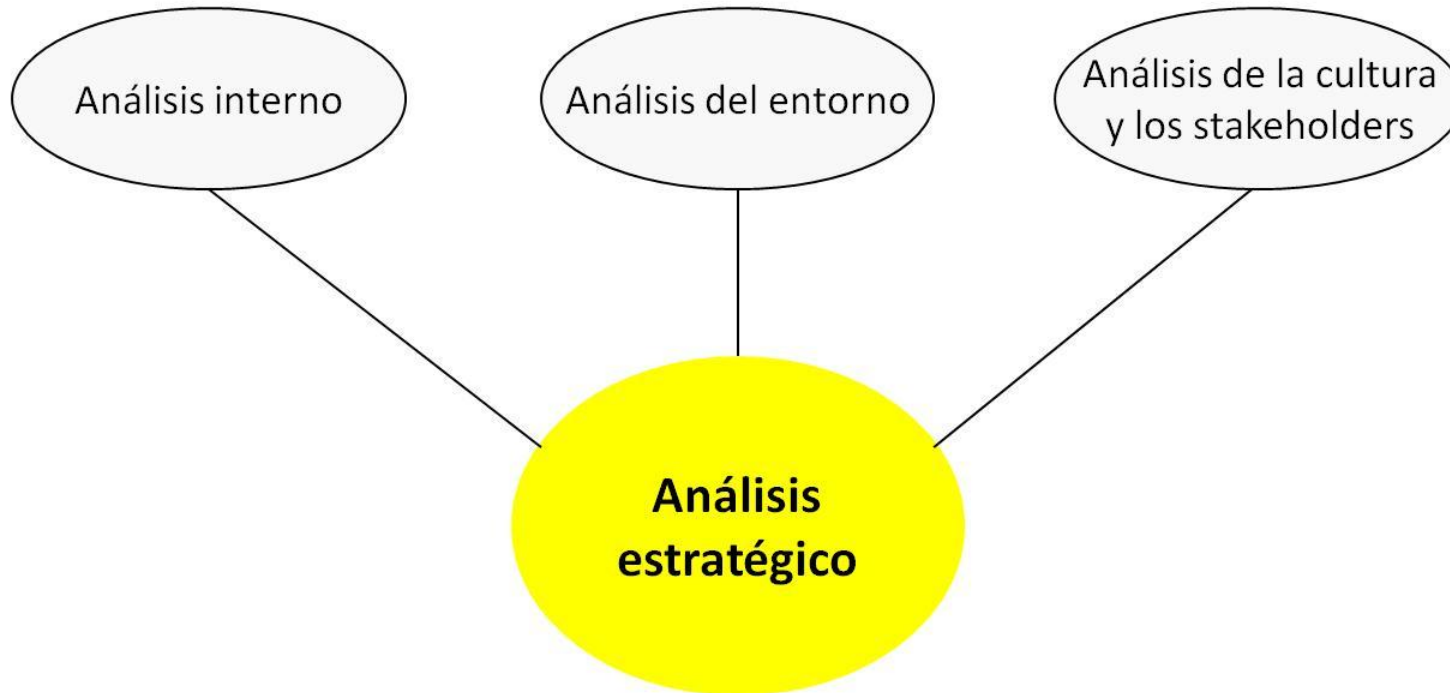 Análisis interno
Análisis del entorno
Análisis de la cultura
y los stakeholders
Análisis
estratégico